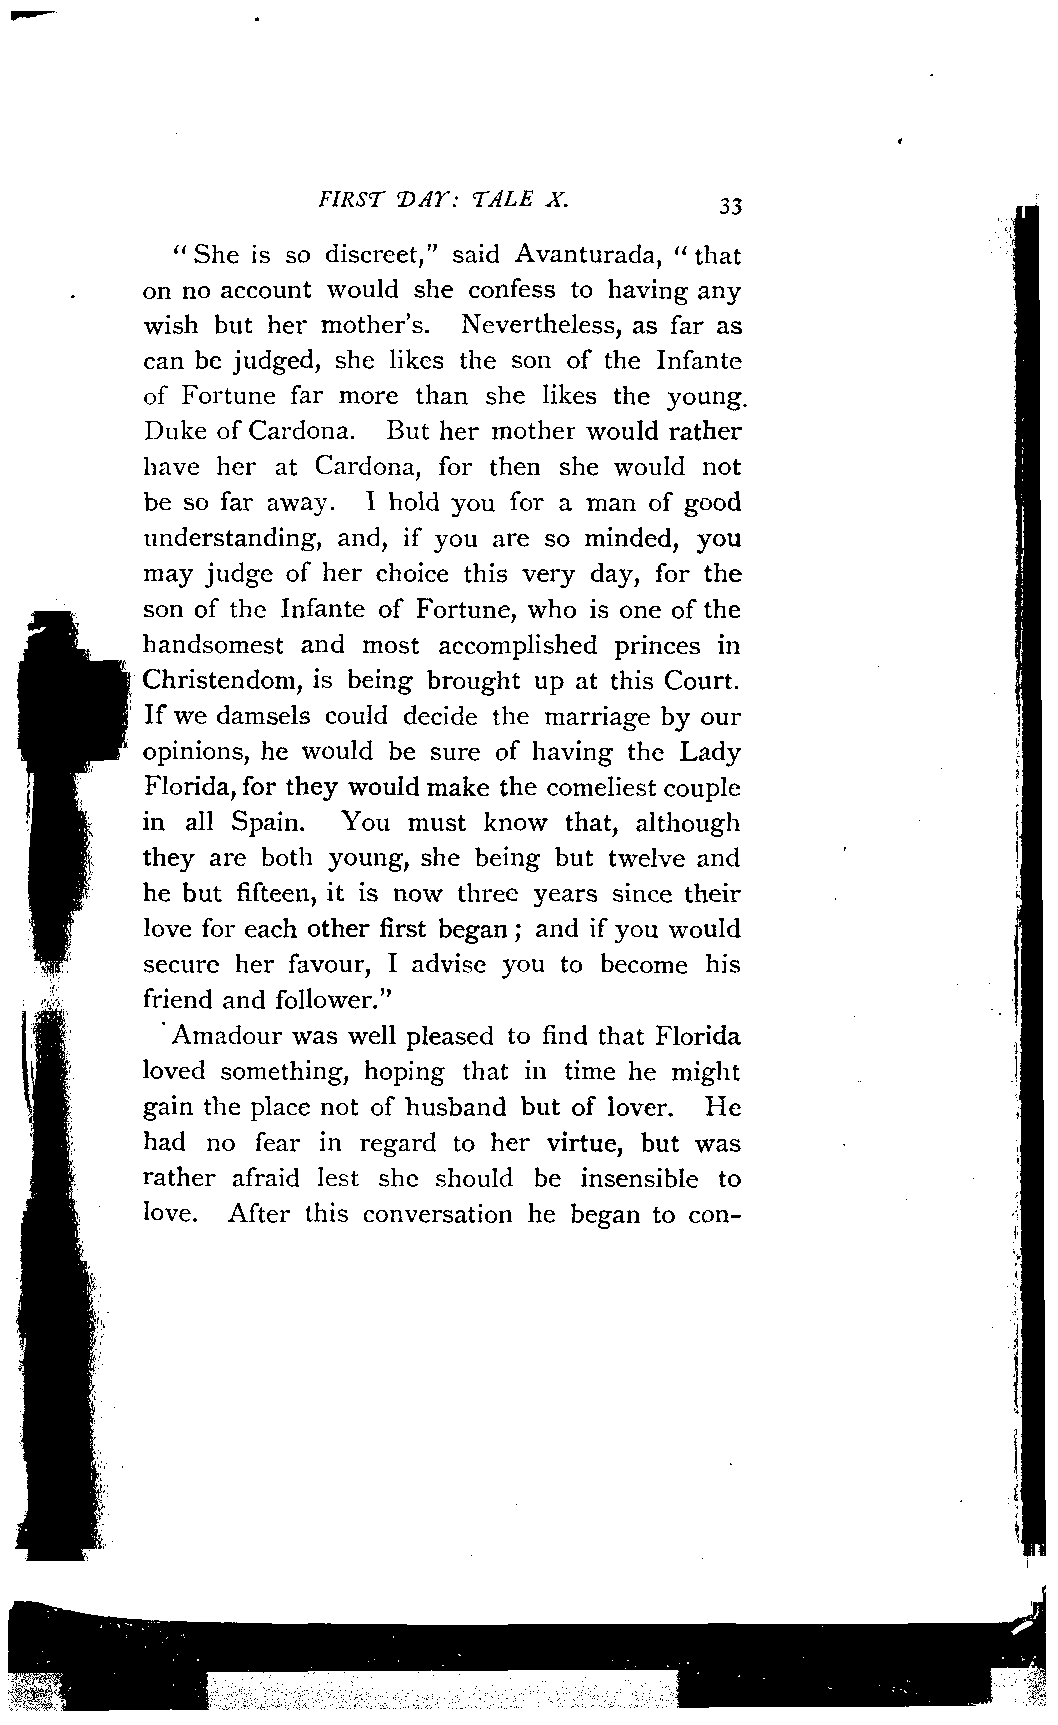 FIRST DAY: TALE X. 33
“ She is so discreet,” said Avanturada, “ that
on no account would she confess to having any
wish but her mother’s. Nevertheless, as far as
can be judged, she likes the son of the Infante
of Fortune far more than she likes the young
Duke of Cardona. But her mother would rather
have her at Cardona, for then she would not
be so far away. I hold you for a man of good
understanding, and, if you are so minded, you
may judge of her choice this very day, for the
son of the Infante of Fortune, who is one of the
handsomest and most accomplished princes in
Christendom, is being brought up at this Court.
If we damsels could decide the marriage by our
opinions, he would be sure of having the Lady
Florida, for they would make the comeliest couple
in all Spain. You must know that, although
they are both young, she being but twelve and
he but fifteen, it is now three years since their
love for each other first began ; and if you would
secure her favour, I advise you to become his
friend and follower.”
Amadour was well pleased to find that Florida
loved something, hoping that in time he might
gain the place not of husband but of lover. He
had no fear in regard to her virtue, but was
rather afraid lest she should be insensible to
love. After this conversation he began to con-